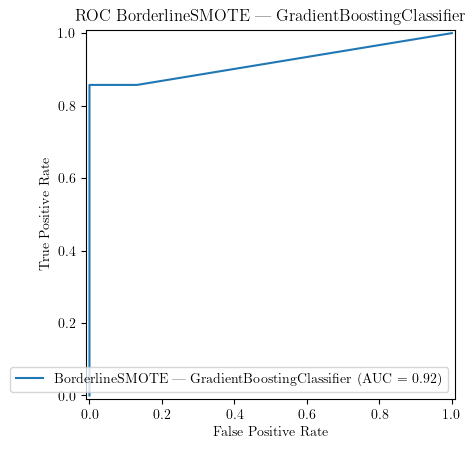 ROC BorderlineSMOTE — GradientBoostingClassifier
1.0
0.8
0.6
0.4
0.2
0.0
True Positive Rate
BorderlineSMOTE — GradientBoostingClassifier (AUC = 0.92)
0.0 0.2 0.4 0.6 0.8 1.0
False Positive Rate